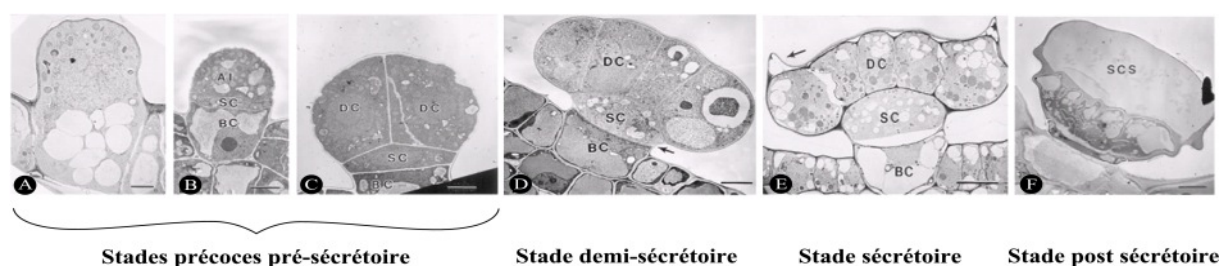 A
AI
SC
BC
B
DC DC
SC
BC
C
DC
SC
BC
D
DC
SC
BC
E
SCS
F
Stades précoces pré-sécrétoire
Stade demi-sécrétoire
Stade sécrétoire
Stade post sécrétoire